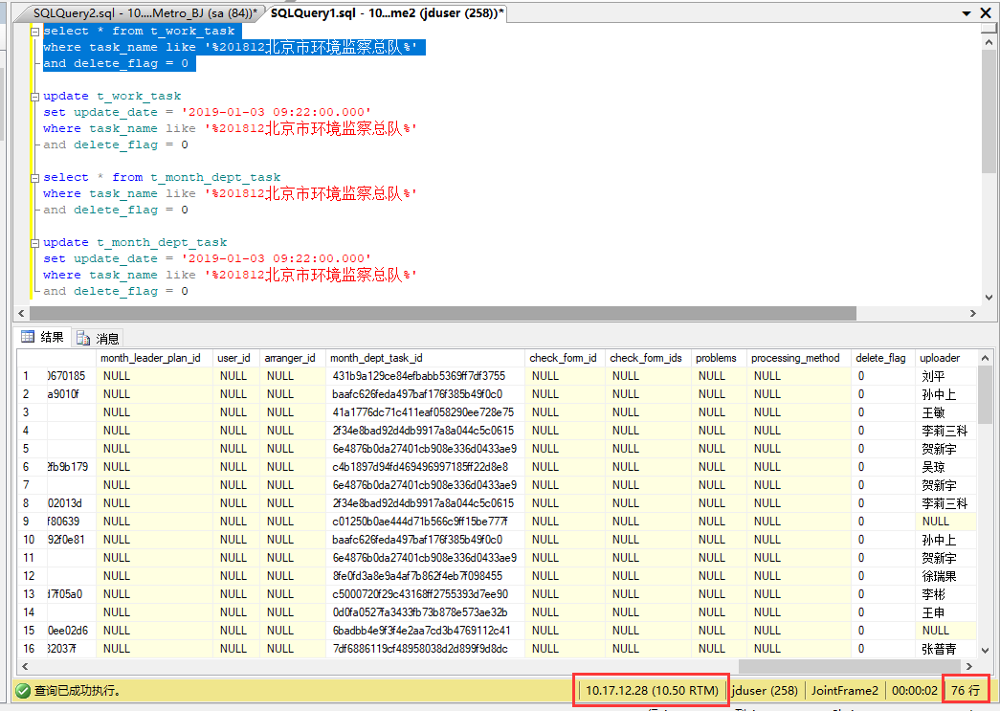 SQLQuery2.sql - 10....Metro_BJ (sa (84))* SQLQuery1.sql - 10...me2 (jduser (258))*
select * from t_work_task
where task_name like '%201812北京市环境监察总队%'
and delete_flag = 0
update t_work_task
set update_date = '2019-01-03 09:22:00.000'
where task_name like '%201812北京市环境监察总队%'
and delete_flag = 0
select * from t_month_dept_task
where task_name like '%201812北京市环境监察总队%'
and delete_flag = 0
update t_month_dept_task
set update_date = '2019-01-03 09:22:00.000'
where task_name like '%201812北京市环境监察总队%'
and delete_flag = 0
结果 消息
month_leader_plan_id user_id arranger_id month_dept_task_id check_form_id check_form_ids problems processing_method delete_flag uploader
1 0670185 NULL NULL NULL 431b9a129ce84efbabb5369ff7df3755 NULL NULL NULL NULL 0 刘平
2 a9010f NULL NULL NULL baafc626feda497baf176f385b49f0c0 NULL NULL NULL NULL 0 孙中上
3 NULL NULL NULL 41a1776dc71c411eaf058290ee728e75 NULL NULL NULL NULL 0 王敏
4 NULL NULL NULL 2f34e8bad92d4db9917a8a044c5c0615 NULL NULL NULL NULL 0 李莉三科
5 NULL NULL NULL 6e4876b0da27401cb908e336d0433ae9 NULL NULL NULL NULL 0 贺新宇
6 2fb9b179 NULL NULL NULL c4b1897d94fd469496997185ff22d8e8 NULL NULL NULL NULL 0 吴琼
7 NULL NULL NULL 6e4876b0da27401cb908e336d0433ae9 NULL NULL NULL NULL 0 贺新宇
8 02013d NULL NULL NULL 2f34e8bad92d4db9917a8a044c5c0615 NULL NULL NULL NULL 0 李莉三科
9 f80639 NULL NULL NULL c01250b0ae444d71b566c9ff15be777f NULL NULL NULL NULL 0 NULL
10 92f0e81 NULL NULL NULL baafc626feda497baf176f385b49f0c0 NULL NULL NULL NULL 0 孙中上
11 NULL NULL NULL 6e4876b0da27401cb908e336d0433ae9 NULL NULL NULL NULL 0 贺新宇
12 NULL NULL NULL 8fe0fd3a8e9a4af7b862f4eb7f098455 NULL NULL NULL NULL 0 徐瑞果
13 d7f05a0 NULL NULL NULL c5000720f29c43168ff2755393d7ee90 NULL NULL NULL NULL 0 李彬
14 NULL NULL NULL 0d0fa0527fa3433fb73b878e573ae32b NULL NULL NULL NULL 0 王申
15 0ee02d6 NULL NULL NULL 6badbb4e9f3f4e2aa7cd3b4769112c41 NULL NULL NULL NULL 0 NULL
16 32037f NULL NULL NULL 7df6886119cf48958038d2d899f9d8dc NULL NULL NULL NULL 0 张普青
查询已成功执行。 10.17.12.28 (10.50 RTM) jduser (258) JointFrame2 00:00:02 76 行